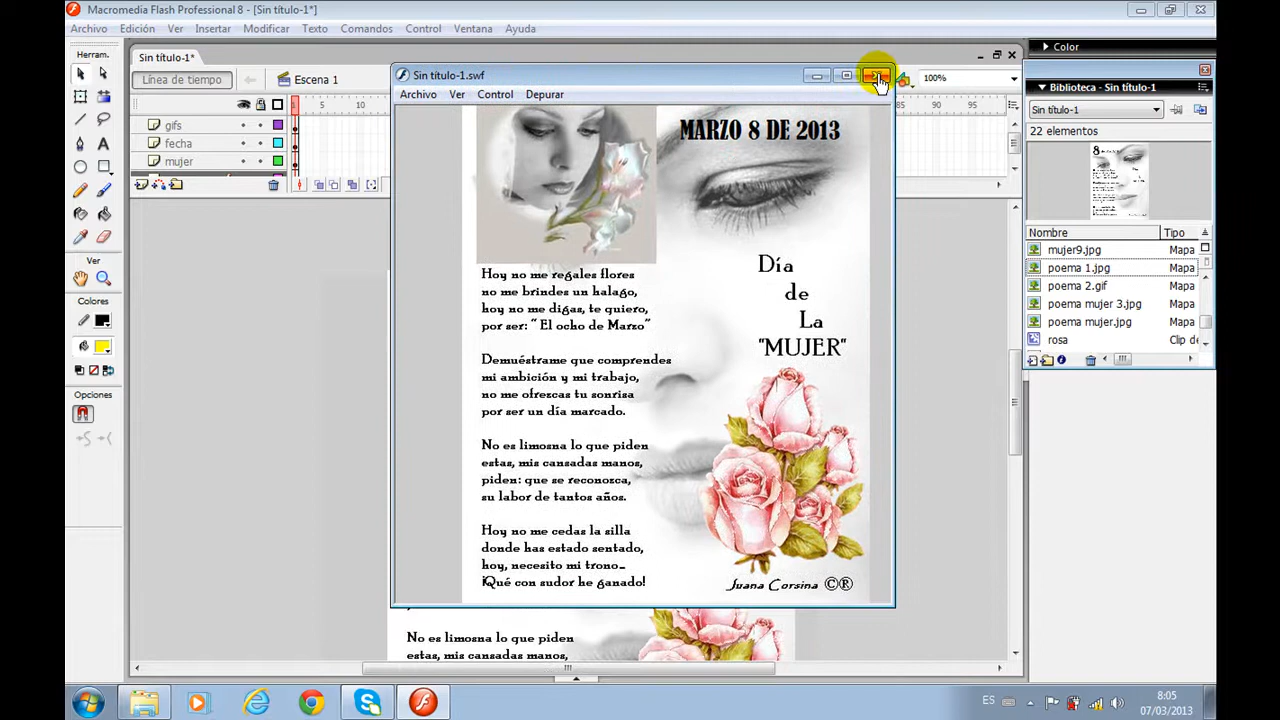 Macromedia Flash Professional 8 - [Sin título-1*]
Archivo Edición Ver Insertar Modificar Texto Comandos Control Ventana Ayuda
Herram.
Sin título-1*
Color
Línea de tiempo
Escena 1
100%
Sin título-1.swf
Archivo Ver Control Depurar
Biblioteca - Sin título-1
Sin título-1
22 elementos
5 10 85 90 95
gifs
fecha
mujer
Nombre Tipo
mujer9.jpg Mapa
poema 1.jpg Mapa
poema 2.gif Mapa
poema mujer 3.jpg Mapa
poema mujer.jpg Mapa
rosa Clip de
Ver
Colores
Opciones
MARZO 8 DE 2013
Día
de
La
"MUJER"
Hoy no me regales flores
no me brindes un halago,
hoy no me digas, te quiero,
por ser: “ El ocho de Marzo”
Demuéstrame que comprendes
mi ambición y mi trabajo,
no me ofrezcas tu sonrisa
por ser un día marcado.
No es limosna lo que piden
estas, mis cansadas manos,
piden: que se reconozca,
su labor de tantos años.
Hoy no me cedas la silla
donde has estado sentado,
hoy, necesito mi trono…
¡Qué con sudor he ganado!
Juana Corsina ©®
No es limosna lo que piden
estas, mis cansadas manos,
ES
8:05
07/03/2013